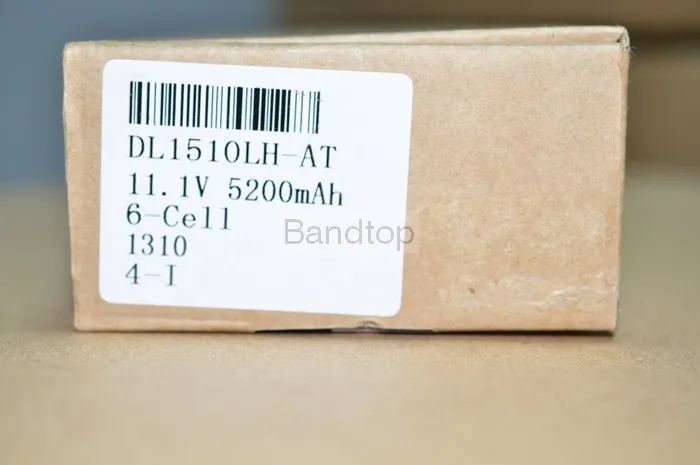 DL1510LH-AT
11.1V 5200mAh
6-Cell
1310
4-I
Bandtop